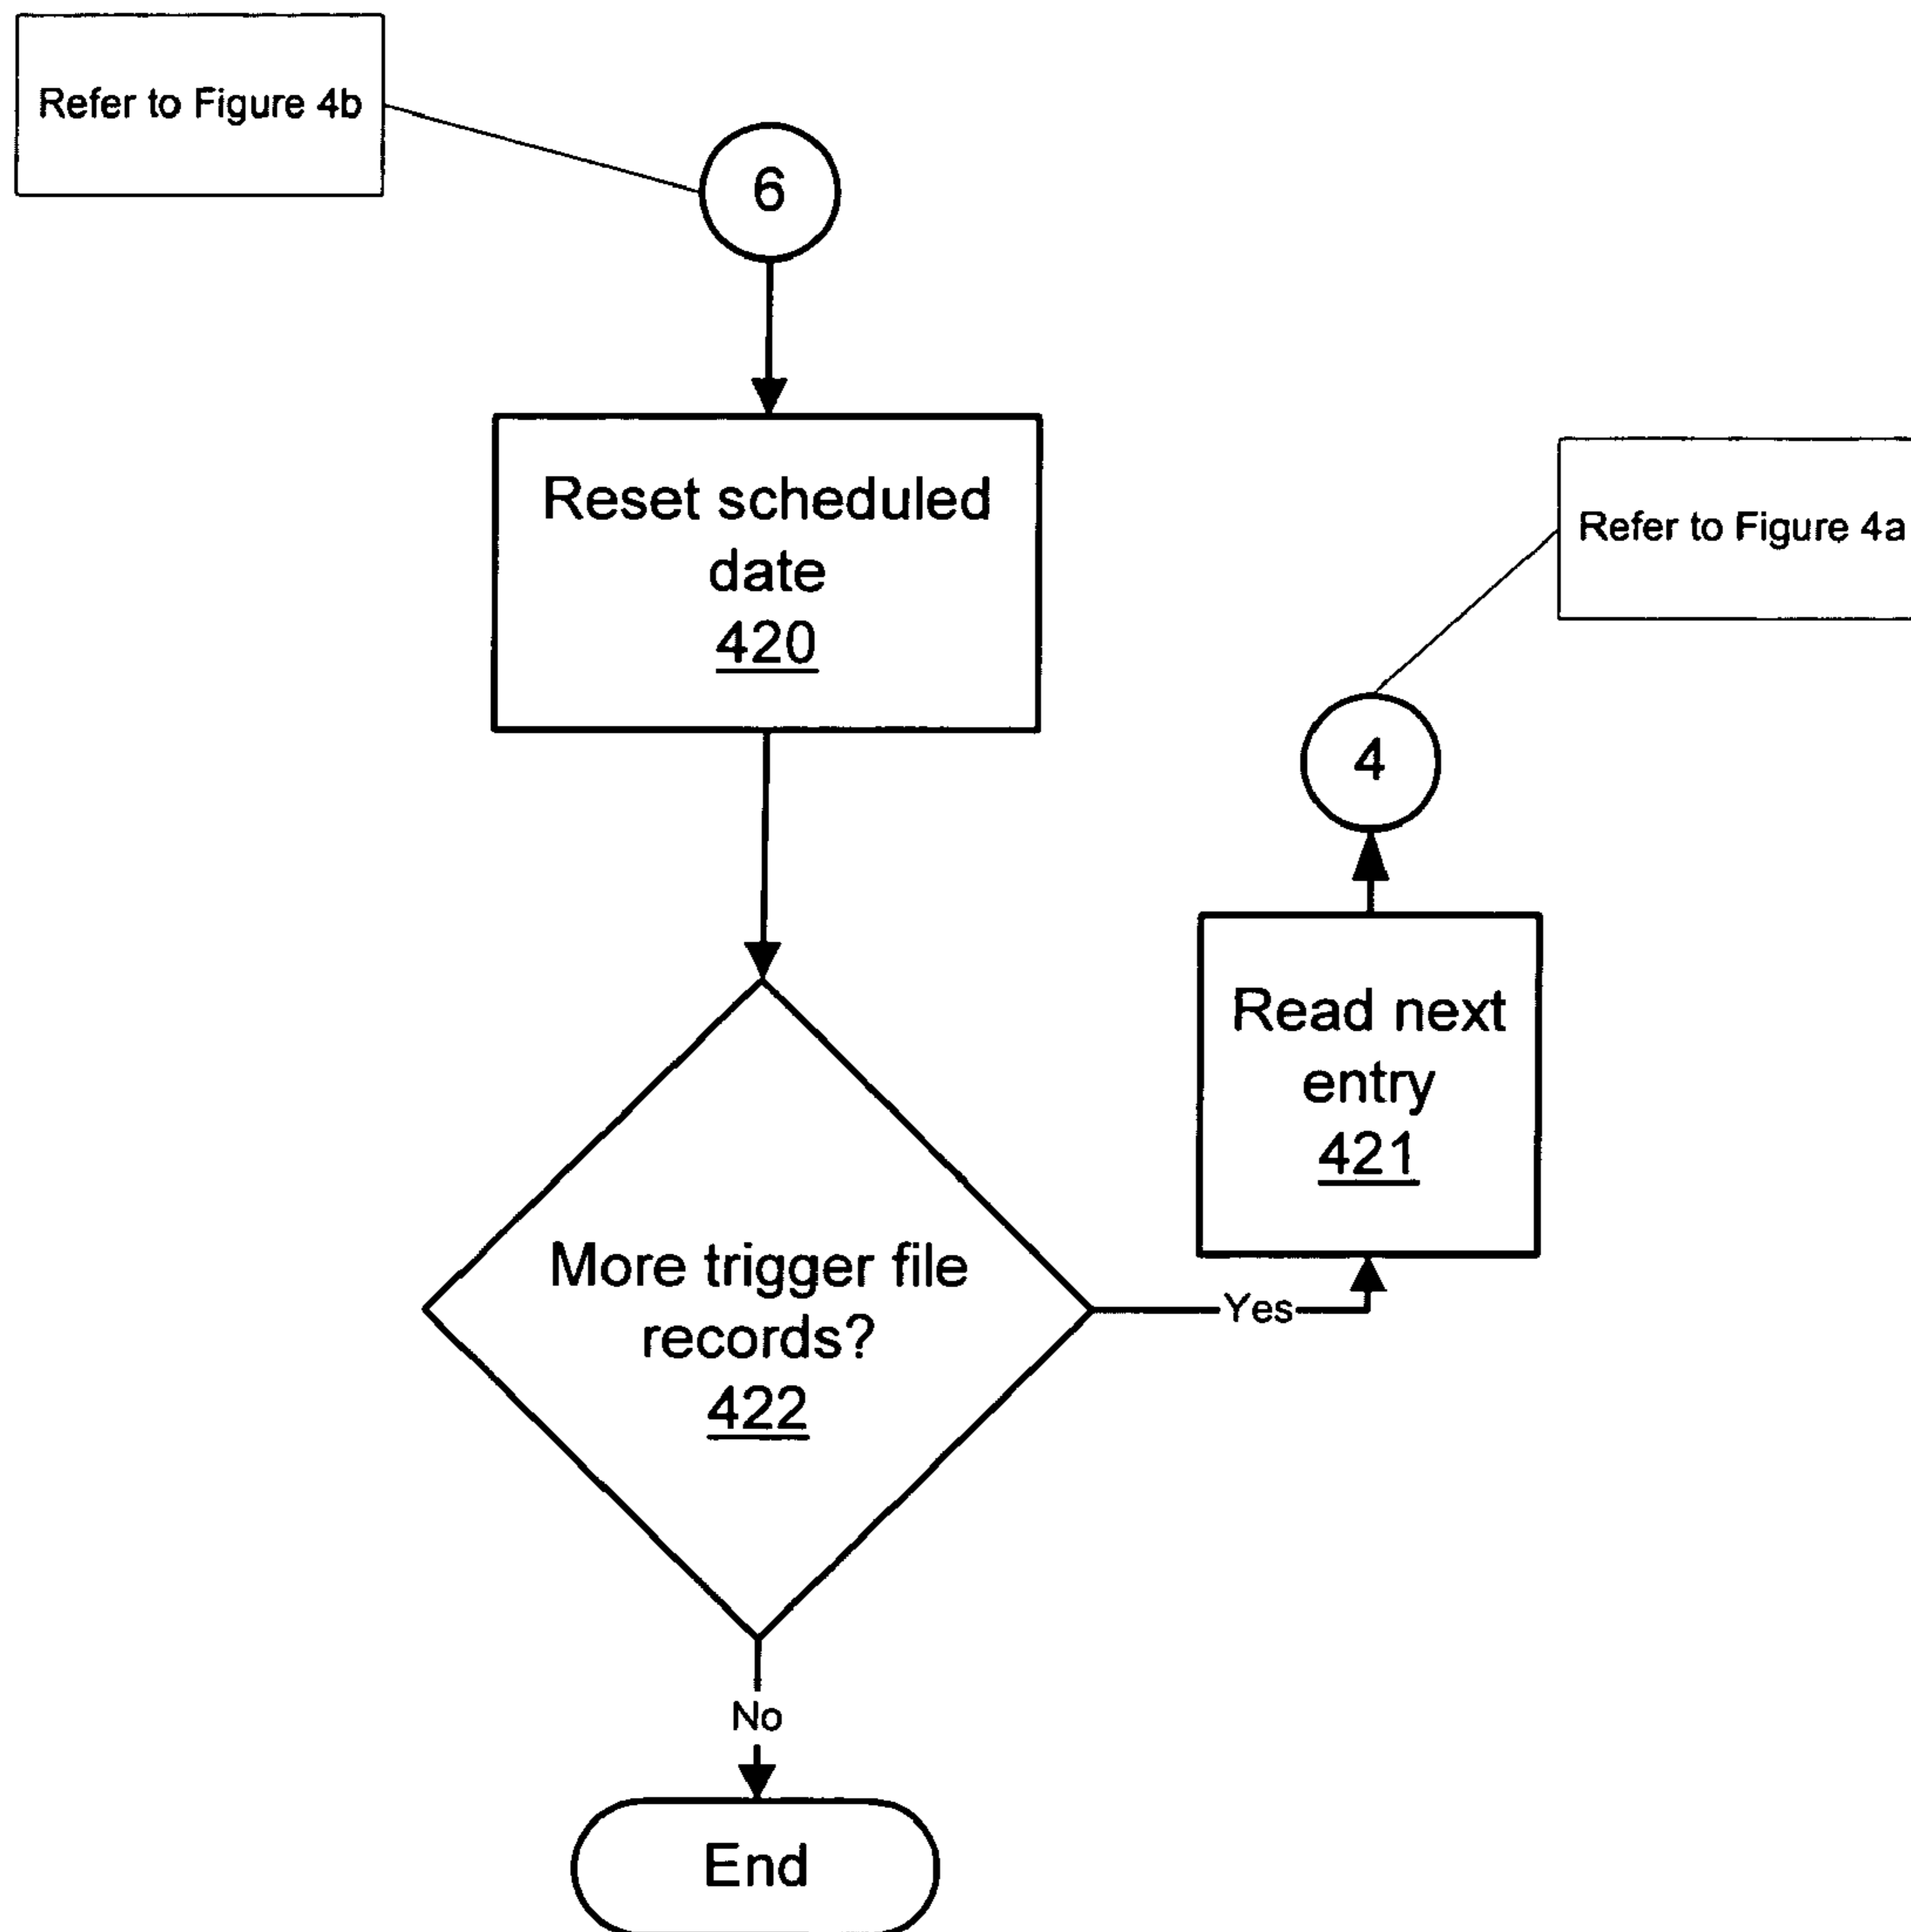 Refer to Figure 4b
6
Reset scheduled
date
420
Refer to Figure 4a
4
Read next
entry
421
More trigger file
records?
422
Yes
No
End